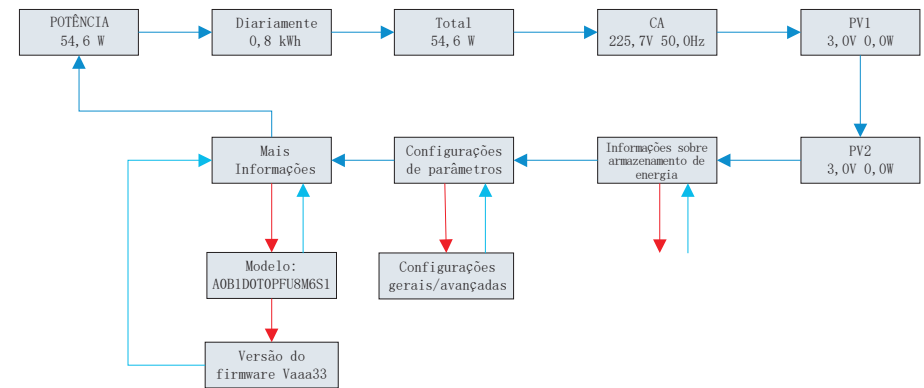 POTÊNCIA
54,6 W
Diariamente
0,8 kWh
Total
54,6 W
CA
225,7V 50,0Hz
PV1
3,0V 0,0W
Mais
Informações
Configurações
de parâmetros
Informações sobre
armazenamento de
energia
PV2
3,0V 0,0W
Modelo:
A0B1D0T0PFU8M6S1
Configurações
gerais/avançadas
Versão do
firmware Vaaa33